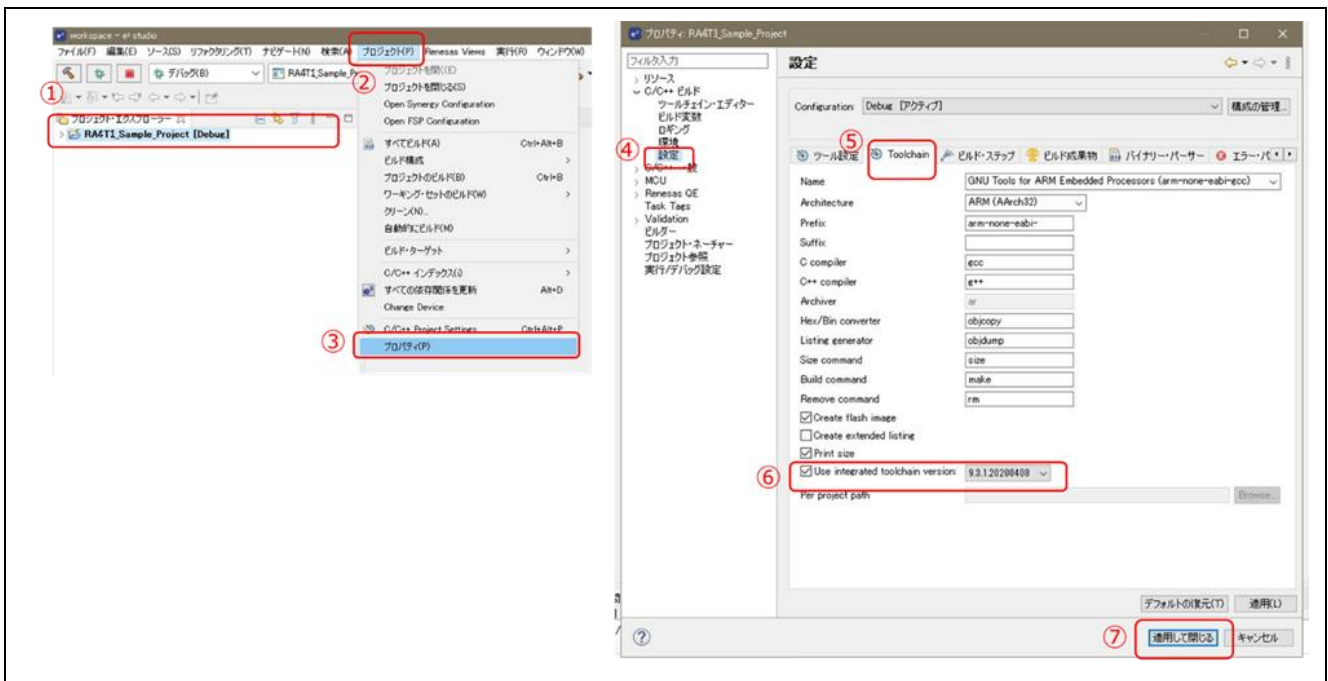 workspace - e² studio
ファイル(F) 編集(E) ソース(S) リファクタリング(T) ナビゲート(N) 検索(A) プロジェクト(P) Renesas Views 実行(R) ウィンドウ(W)
デバッグ(B) RA4T1_Sample_Pr
①
②
プロジェクト・エクスプローラー
RA4T1_Sample_Project [Debug]
プロジェクトを開く(E)
プロジェクトを閉じる(S)
Open Synergy Configuration
Open FSP Configuration
すべてビルド(A) Ctrl+Alt+B
ビルド構成
プロジェクトのビルド(B) Ctrl+B
ワーキング・セットのビルド(W)
クリーン(N)...
自動的にビルド(M)
ビルド・ターゲット
C/C++ インデックス(i)
すべての依存関係を更新 Alt+D
Change Device
C/C++ Project Settings Ctrl+Alt+P
③
プロパティ(P)
プロパティ: RA4T1_Sample_Project
フィルタ入力
リソース
C/C++ ビルド
ツールチェイン・エディター
ビルド変数
ロギング
環境
④
設定
C/C++ 一般
MCU
Renesas QE
Task Tags
Validation
ビルダー
プロジェクト・ネーチャー
プロジェクト参照
実行/デバッグ設定
設定
Configuration: Debug [アクティブ] 構成の管理...
⑤
ツール設定 Toolchain ビルド・ステップ ビルド成果物 バイナリー・パーサー エラー・パ
Name GNU Tools for ARM Embedded Processors (arm-none-eabi-gcc)
Architecture ARM (AArch32)
Prefix arm-none-eabi-
Suffix
C compiler gcc
C++ compiler g++
Archiver ar
Hex/Bin converter objcopy
Listing generator objdump
Size command size
Build command make
Remove command rm
Create flash image
Create extended listing
Print size
⑥
Use integrated toolchain version: 9.3.1.20200408
Per project path Browse...
デフォルトの復元(T) 適用(L)
⑦
適用して閉じる キャンセル